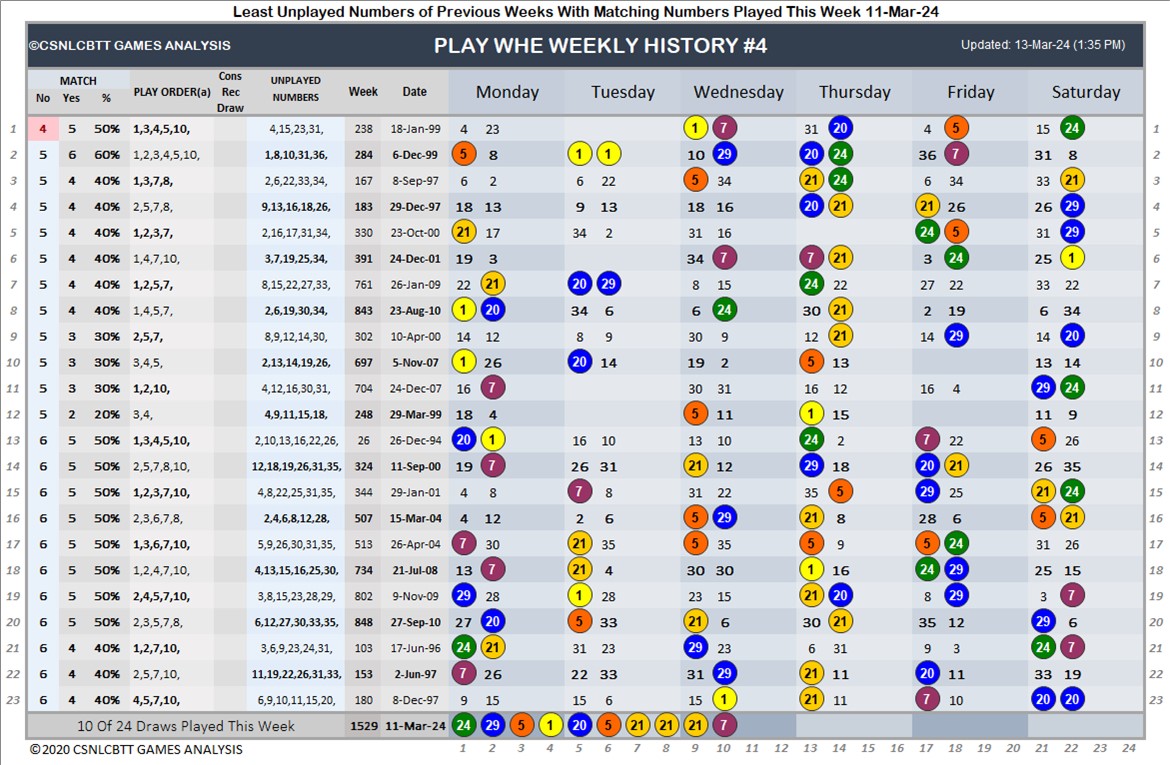 Least Unplayed Numbers of Previous Weeks With Matching Numbers Played This Week 11-Mar-24
©CSNLCBTT GAMES ANALYSIS PLAY WHE WEEKLY HISTORY #4 Updated: 13-Mar-24 (1:35 PM)
MATCH No Yes % PLAY ORDER(a) Cons Rec Draw UNPLAYED NUMBERS Week Date Monday Tuesday Wednesday Thursday Friday Saturday
1 4 5 50% 1,3,4,5,10, 4,15,23,31, 238 18-Jan-99 4 23 1 7 31 20 4 5 15 24 1
2 5 6 60% 1,2,3,4,5,10, 1,8,10,31,36, 284 6-Dec-99 5 8 1 1 10 29 20 24 36 7 31 8 2
3 5 4 40% 1,3,7,8, 2,6,22,33,34, 167 8-Sep-97 6 2 6 22 5 34 21 24 6 34 33 21 3
4 5 4 40% 2,5,7,8, 9,13,16,18,26, 183 29-Dec-97 18 13 9 13 18 16 20 21 21 26 26 29 4
5 5 4 40% 1,2,3,7, 2,16,17,31,34, 330 23-Oct-00 21 17 34 2 31 16 24 5 31 29 5
6 5 4 40% 1,4,7,10, 3,7,19,25,34, 391 24-Dec-01 19 3 34 7 7 21 3 24 25 1 6
7 5 4 40% 1,2,5,7, 8,15,22,27,33, 761 26-Jan-09 22 21 20 29 8 15 24 22 27 22 33 22 7
8 5 4 40% 1,4,5,7, 2,6,19,30,34, 843 23-Aug-10 1 20 34 6 6 24 30 21 2 19 6 34 8
9 5 3 30% 2,5,7, 8,9,12,14,30, 302 10-Apr-00 14 12 8 9 30 9 12 21 14 29 14 20 9
10 5 3 30% 3,4,5, 2,13,14,19,26, 697 5-Nov-07 1 26 20 14 19 2 5 13 13 14 10
11 5 3 30% 1,2,10, 4,12,16,30,31, 704 24-Dec-07 16 7 30 31 16 12 16 4 29 24 11
12 5 2 20% 3,4, 4,9,11,15,18, 248 29-Mar-99 18 4 5 11 1 15 11 9 12
13 6 5 50% 1,3,4,5,10, 2,10,13,16,22,26, 26 26-Dec-94 20 1 16 10 13 10 24 2 7 22 5 26 13
14 6 5 50% 2,5,7,8,10, 12,18,19,26,31,35, 324 11-Sep-00 19 7 26 31 21 12 29 18 20 21 26 35 14
15 6 5 50% 1,2,3,7,10, 4,8,22,25,31,35, 344 29-Jan-01 4 8 7 8 31 22 35 5 29 25 21 24 15
16 6 5 50% 2,3,6,7,8, 2,4,6,8,12,28, 507 15-Mar-04 4 12 2 6 5 29 21 8 28 6 5 21 16
17 6 5 50% 1,3,6,7,10, 5,9,26,30,31,35, 513 26-Apr-04 7 30 21 35 5 35 5 9 5 24 31 26 17
18 6 5 50% 1,2,4,7,10, 4,13,15,16,25,30, 734 21-Jul-08 13 7 21 4 30 30 1 16 24 29 25 15 18
19 6 5 50% 2,4,5,7,10, 3,8,15,23,28,29, 802 9-Nov-09 29 28 1 28 23 15 21 20 8 29 3 7 19
20 6 5 50% 2,3,5,7,8, 6,12,27,30,33,35, 848 27-Sep-10 27 20 5 33 21 6 30 21 35 12 29 6 20
21 6 4 40% 1,2,7,10, 3,6,9,23,24,31, 103 17-Jun-96 24 21 31 23 29 23 6 31 9 3 24 7 21
22 6 4 40% 2,5,7,10, 11,19,22,26,31,33, 153 2-Jun-97 7 26 22 33 31 29 21 11 20 11 33 19 22
23 6 4 40% 4,5,7,10, 6,9,10,11,15,20, 180 8-Dec-97 9 15 15 6 15 1 21 11 7 10 20 20 23
10 Of 24 Draws Played This Week 1529 11-Mar-24 24 29 5 1 20 5 21 21 21 7
©2020 CSNLCBTT GAMES ANALYSIS 1 2 3 4 5 6 7 8 9 10 11 12 13 14 15 16 17 18 19 20 21 22 23 24